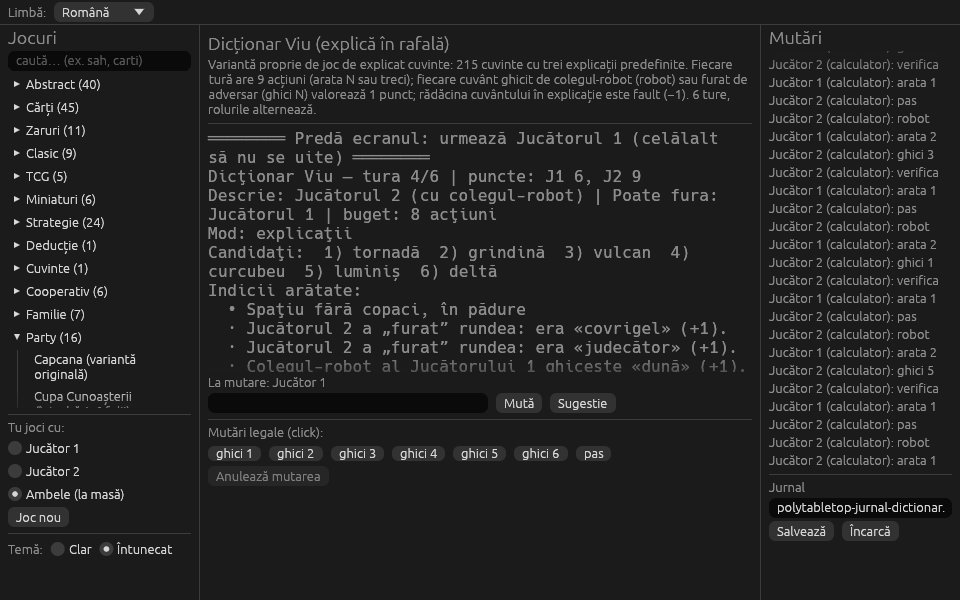 Limbă: Română
Jocuri
caută... (ex. sah, carti)
Abstract (40)
Cărți (45)
Zaruri (11)
Clasic (9)
TCG (5)
Miniaturi (6)
Strategie (24)
Deducție (1)
Cuvinte (1)
Cooperativ (6)
Familie (7)
Party (16)
Capcana (variantă
originală)
Cupa Cunoașterii
Tu joci cu:
Jucător 1
Jucător 2
Ambele (la masă)
Joc nou
Temă: Clar Întunecat
Dicționar Viu (explică în rafală)
Variantă proprie de joc de explicat cuvinte: 215 cuvinte cu trei explicații predefinite. Fiecare
tură are 9 acțiuni (arata N sau treci); fiecare cuvânt ghicit de colegul-robot (robot) sau furat de
adversar (ghici N) valorează 1 punct; rădăcina cuvântului în explicație este fault (−1). 6 ture,
rolurile alternează.
════════ Predă ecranul: urmează Jucătorul 1 (celălalt
să nu se uite) ════════
Dicţionar Viu — tura 4/6 | puncte: J1 6, J2 9
Descrie: Jucătorul 2 (cu colegul-robot) | Poate fura:
Jucătorul 1 | buget: 8 acţiuni
Mod: explicaţii
Candidaţi: 1) tornadă 2) grindină 3) vulcan 4)
curcubeu 5) luminiş 6) deltă
Indicii arătate:
• Spaţiu fără copaci, în pădure
· Jucătorul 2 a „furat” rundea: era «covrigel» (+1).
· Jucătorul 2 a „furat” rundea: era «judecător» (+1).
· Colegul-robot al Jucătorului 1 ghiceşte «dună» (+1).
La mutare: Jucător 1
Mută Sugestie
Mutări legale (click):
ghici 1 ghici 2 ghici 3 ghici 4 ghici 5 ghici 6 pas
Anulează mutarea
Mutări
Jucător 2 (calculator): verifica
Jucător 1 (calculator): arata 1
Jucător 2 (calculator): pas
Jucător 2 (calculator): robot
Jucător 1 (calculator): arata 2
Jucător 2 (calculator): ghici 3
Jucător 2 (calculator): verifica
Jucător 1 (calculator): arata 1
Jucător 2 (calculator): pas
Jucător 2 (calculator): robot
Jucător 1 (calculator): arata 2
Jucător 2 (calculator): ghici 1
Jucător 2 (calculator): verifica
Jucător 1 (calculator): arata 1
Jucător 2 (calculator): pas
Jucător 2 (calculator): robot
Jucător 1 (calculator): arata 2
Jucător 2 (calculator): ghici 5
Jucător 2 (calculator): verifica
Jucător 1 (calculator): arata 1
Jucător 2 (calculator): pas
Jucător 2 (calculator): robot
Jucător 2 (calculator): arata 1
Jurnal
polytabletop-jurnal-dictionar.
Salvează Încarcă